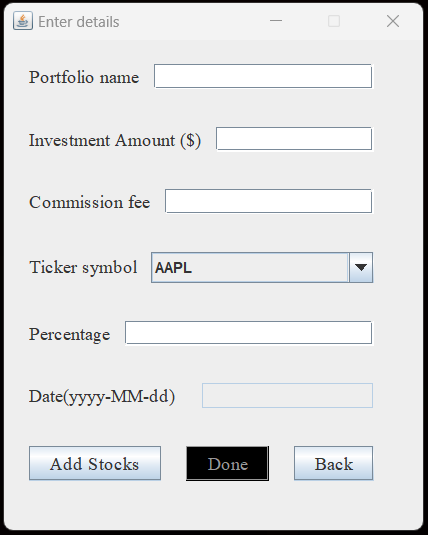 Enter details
Portfolio name
Investment Amount ($)
Commission fee
Ticker symbol AAPL
Percentage
Date(yyyy-MM-dd)
Add Stocks Done Back